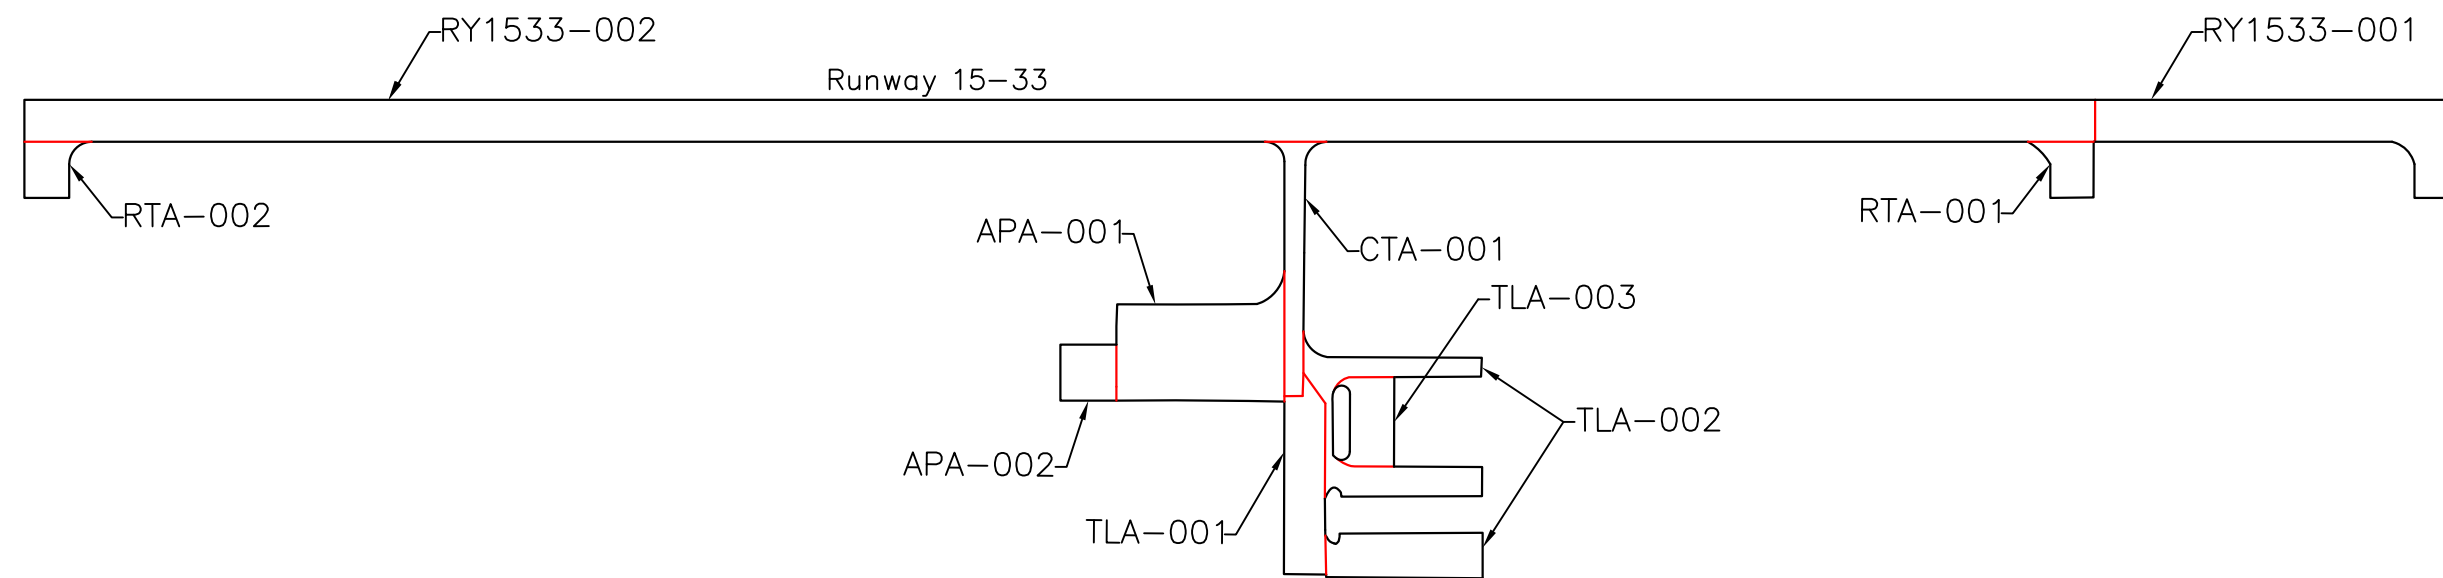 RY1533-002
RY1533-001
Runway 15-33
RTA-002
RTA-001
APA-001
CTA-001
TLA-003
TLA-002
APA-002
TLA-001